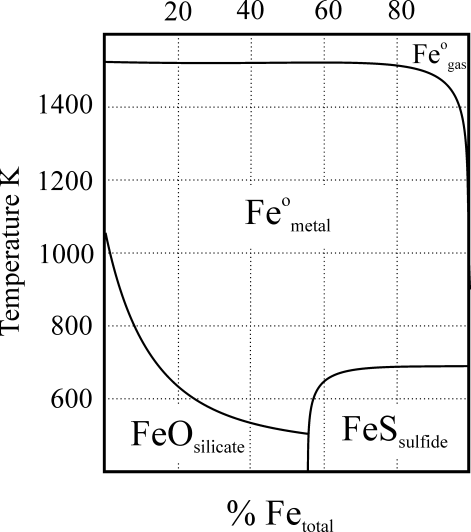 20 40 60 80
Fe°gas
1400
1200
Fe°metal
1000
800
600
FeOsilicate
FeSsulfide
Temperature K
% Fetotal